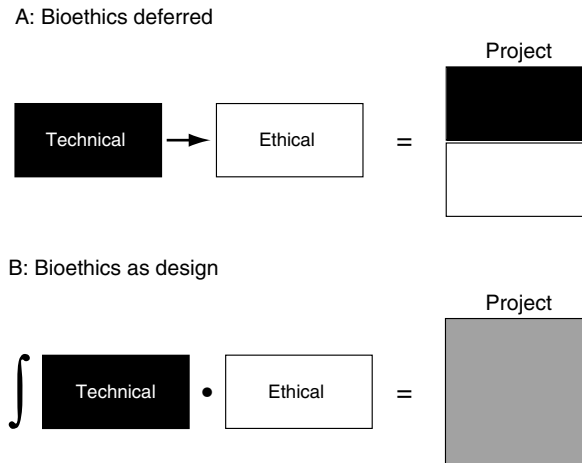 A: Bioethics deferred
Project
Technical
Ethical
=
B: Bioethics as design
Project
∫
Technical
•
Ethical
=